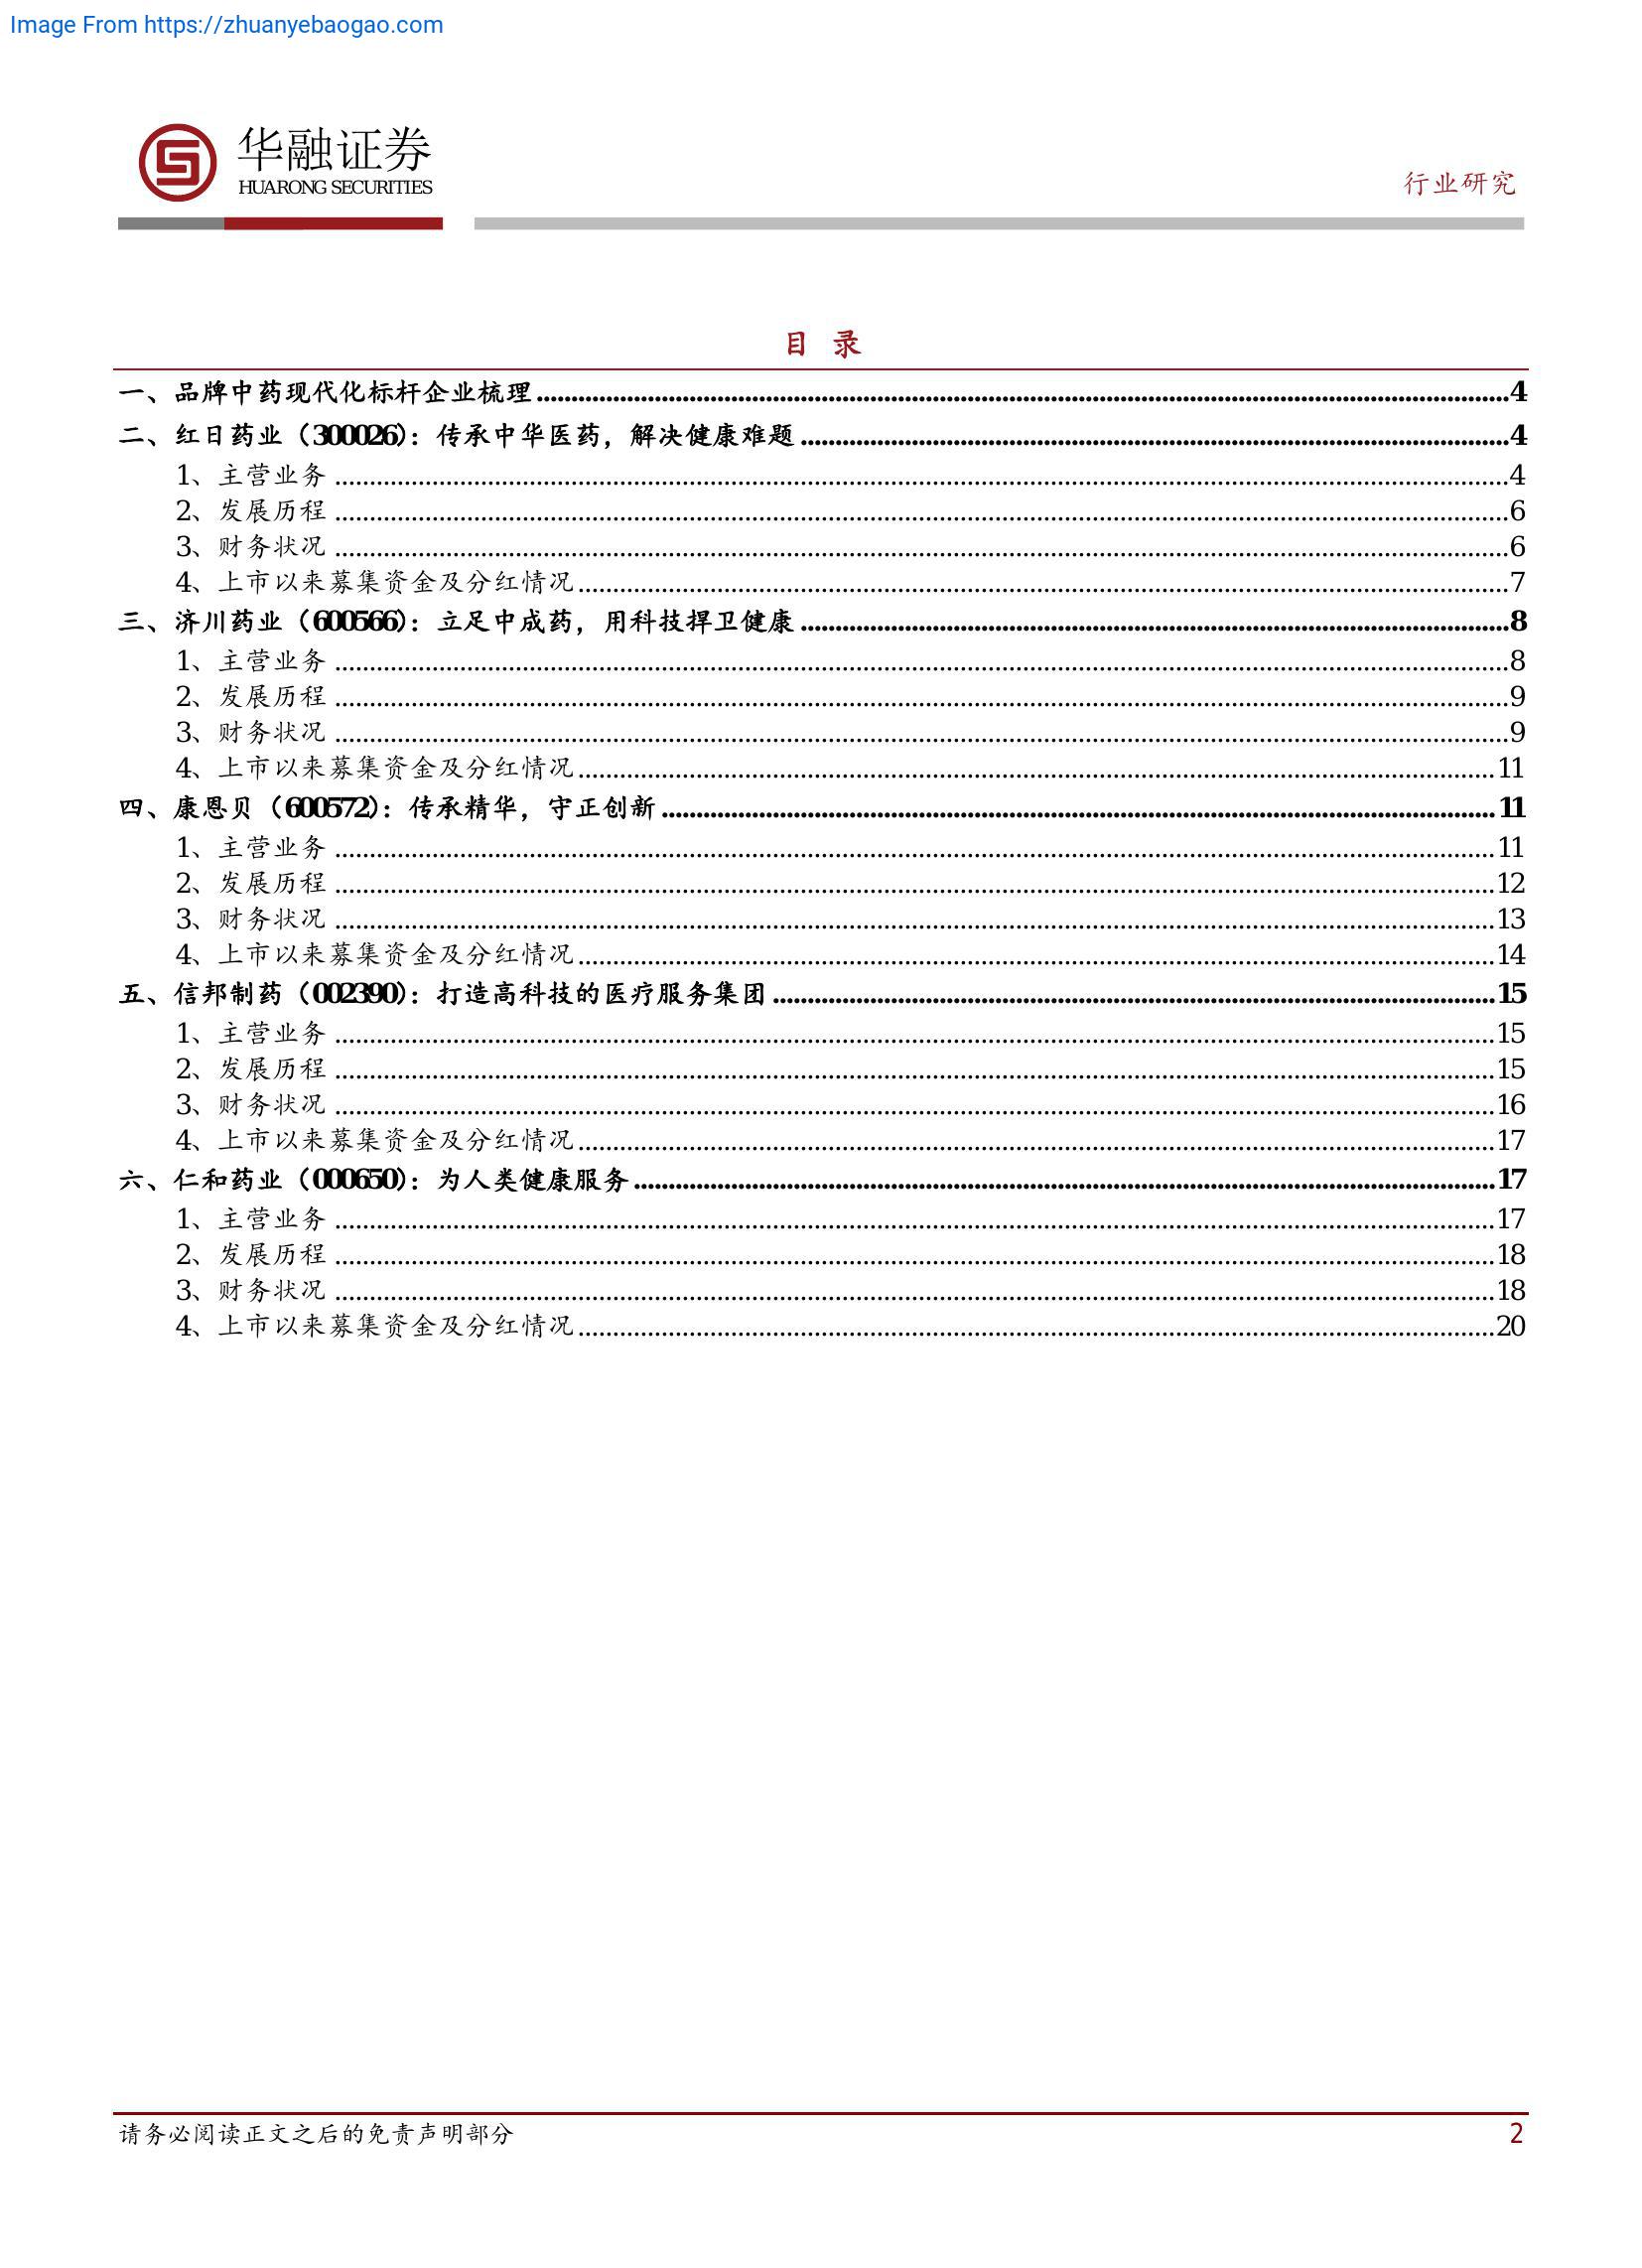 Image From https://zhuanyebaogao.com
华融证券
HUARONG SECURITIES
行业研究
目 录
一、品牌中药现代化标杆企业梳理....................4
二、红日药业（300026）：传承中华医药，解决健康难题....................4
1、主营业务....................4
2、发展历程....................6
3、财务状况....................6
4、上市以来募集资金及分红情况....................7
三、济川药业（600566）：立足中成药，用科技捍卫健康....................8
1、主营业务....................8
2、发展历程....................9
3、财务状况....................9
4、上市以来募集资金及分红情况....................11
四、康恩贝（600572）：传承精华，守正创新....................11
1、主营业务....................11
2、发展历程....................12
3、财务状况....................13
4、上市以来募集资金及分红情况....................14
五、信邦制药（002390）：打造高科技的医疗服务集团....................15
1、主营业务....................15
2、发展历程....................15
3、财务状况....................16
4、上市以来募集资金及分红情况....................17
六、仁和药业（000650）：为人类健康服务....................17
1、主营业务....................17
2、发展历程....................18
3、财务状况....................18
4、上市以来募集资金及分红情况....................20
请务必阅读正文之后的免责声明部分
2